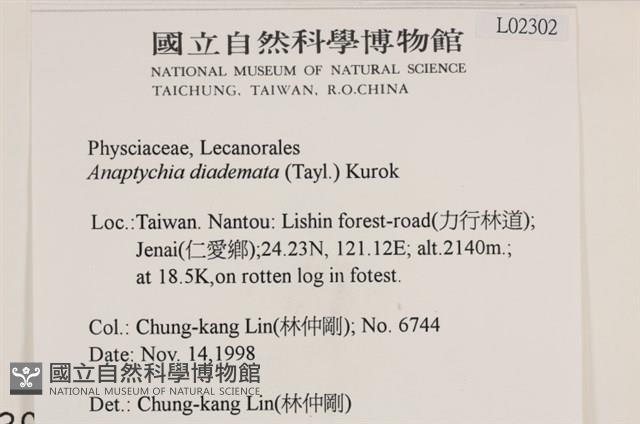 L02302
國立自然科學博物館
NATIONAL MUSEUM OF NATURAL SCIENCE
TAICHUNG, TAIWAN, R.O.CHINA
Physciaceae, Lecanorales
Anaptychia diademata (Tayl.) Kurok
Loc.:Taiwan. Nantou: Lishin forest-road(力行林道);
Jenai(仁愛鄉);24.23N, 121.12E; alt.2140m.;
at 18.5K,on rotten log in fotest.
Col.: Chung-kang Lin(林仲剛); No. 6744
Date: Nov. 14,1998
國立自然科學博物館
NATIONAL MUSEUM OF NATURAL SCIENCE
Det.: Chung-kang Lin(林仲剛)